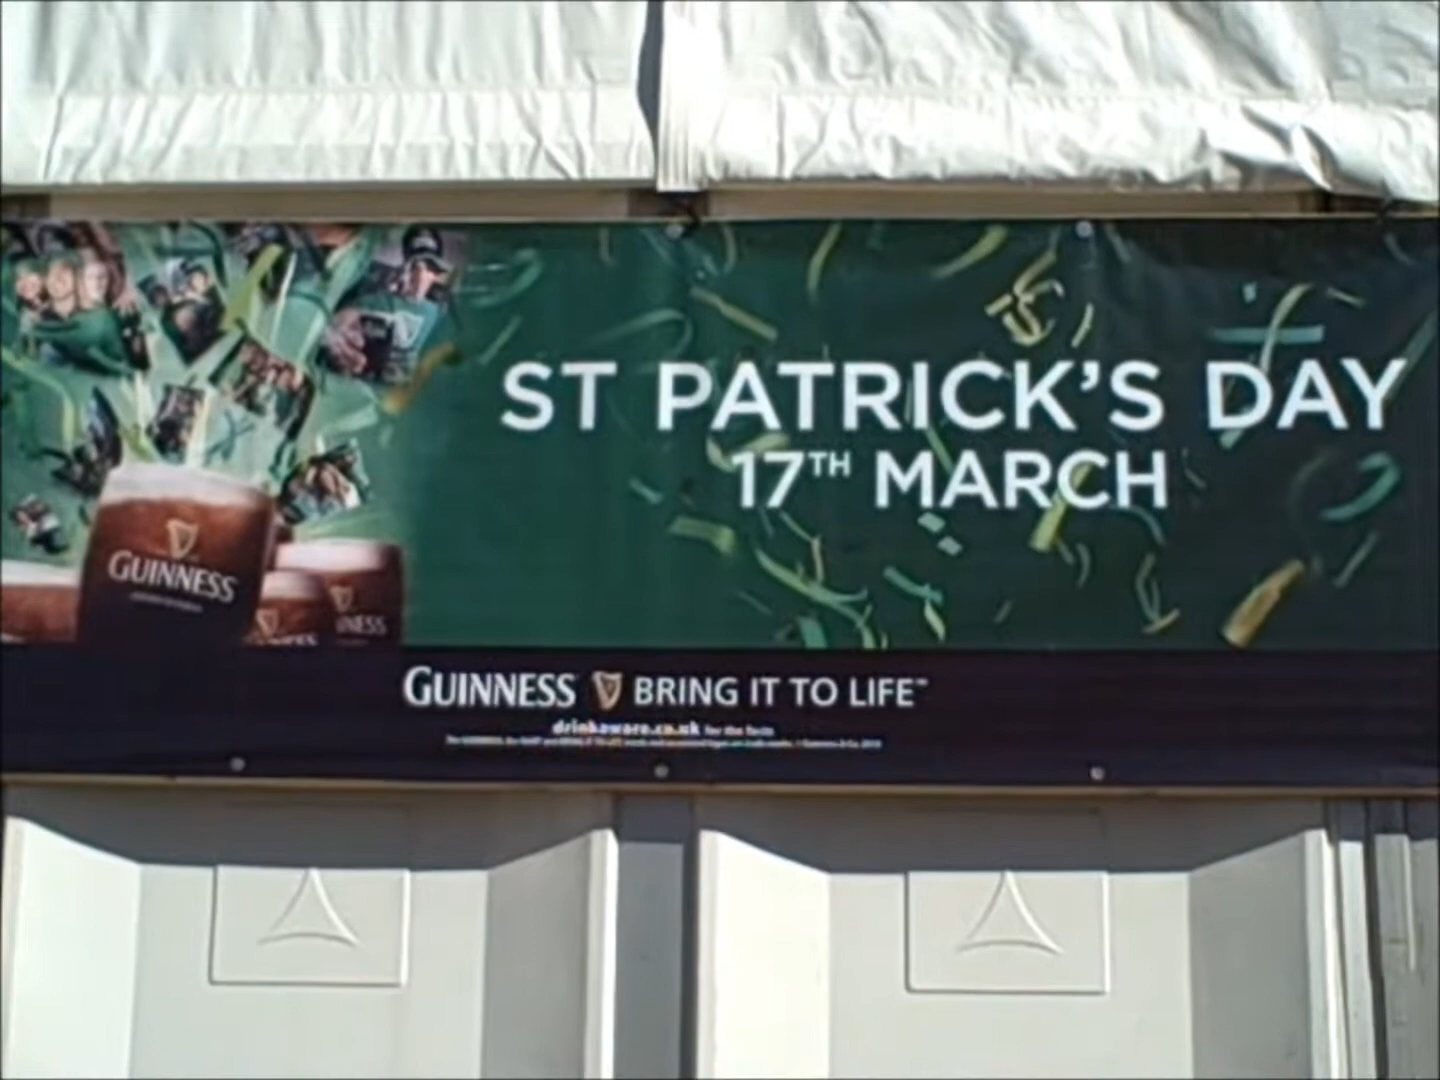 ST PATRICK'S DAY
17TH MARCH
GUINNESS
GUINNESS BRING IT TO LIFE™
drinkaware.co.uk for the facts